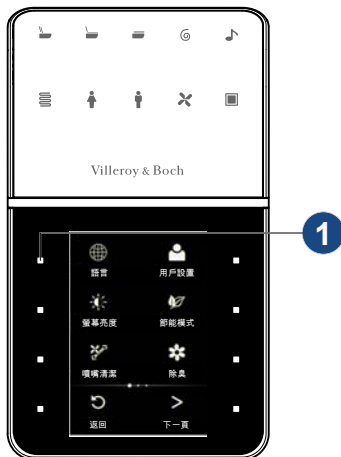 Villeroy & Boch
1
語言 用戶設置
螢幕亮度 節能模式
噴嘴清潔 除臭
返回 下一頁